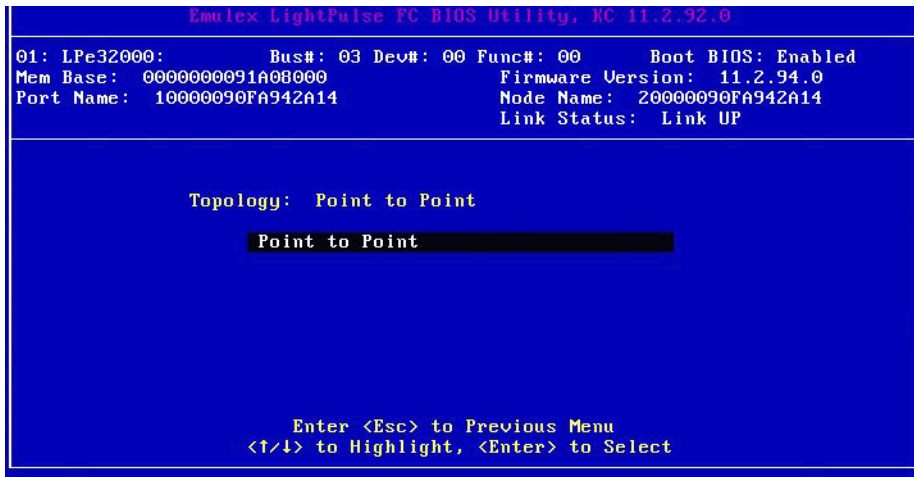 Emulex LightPulse FC BIOS Utility, KC 11.2.92.0
01: LPe32000: Bus#: 03 Dev#: 00 Func#: 00 Boot BIOS: Enabled
Mem Base: 0000000091A08000 Firmware Version: 11.2.94.0
Port Name: 10000090FA942A14 Node Name: 20000090FA942A14
Link Status: Link UP
Topology: Point to Point
Point to Point
Enter <Esc> to Previous Menu
<↑/↓> to Highlight, <Enter> to Select